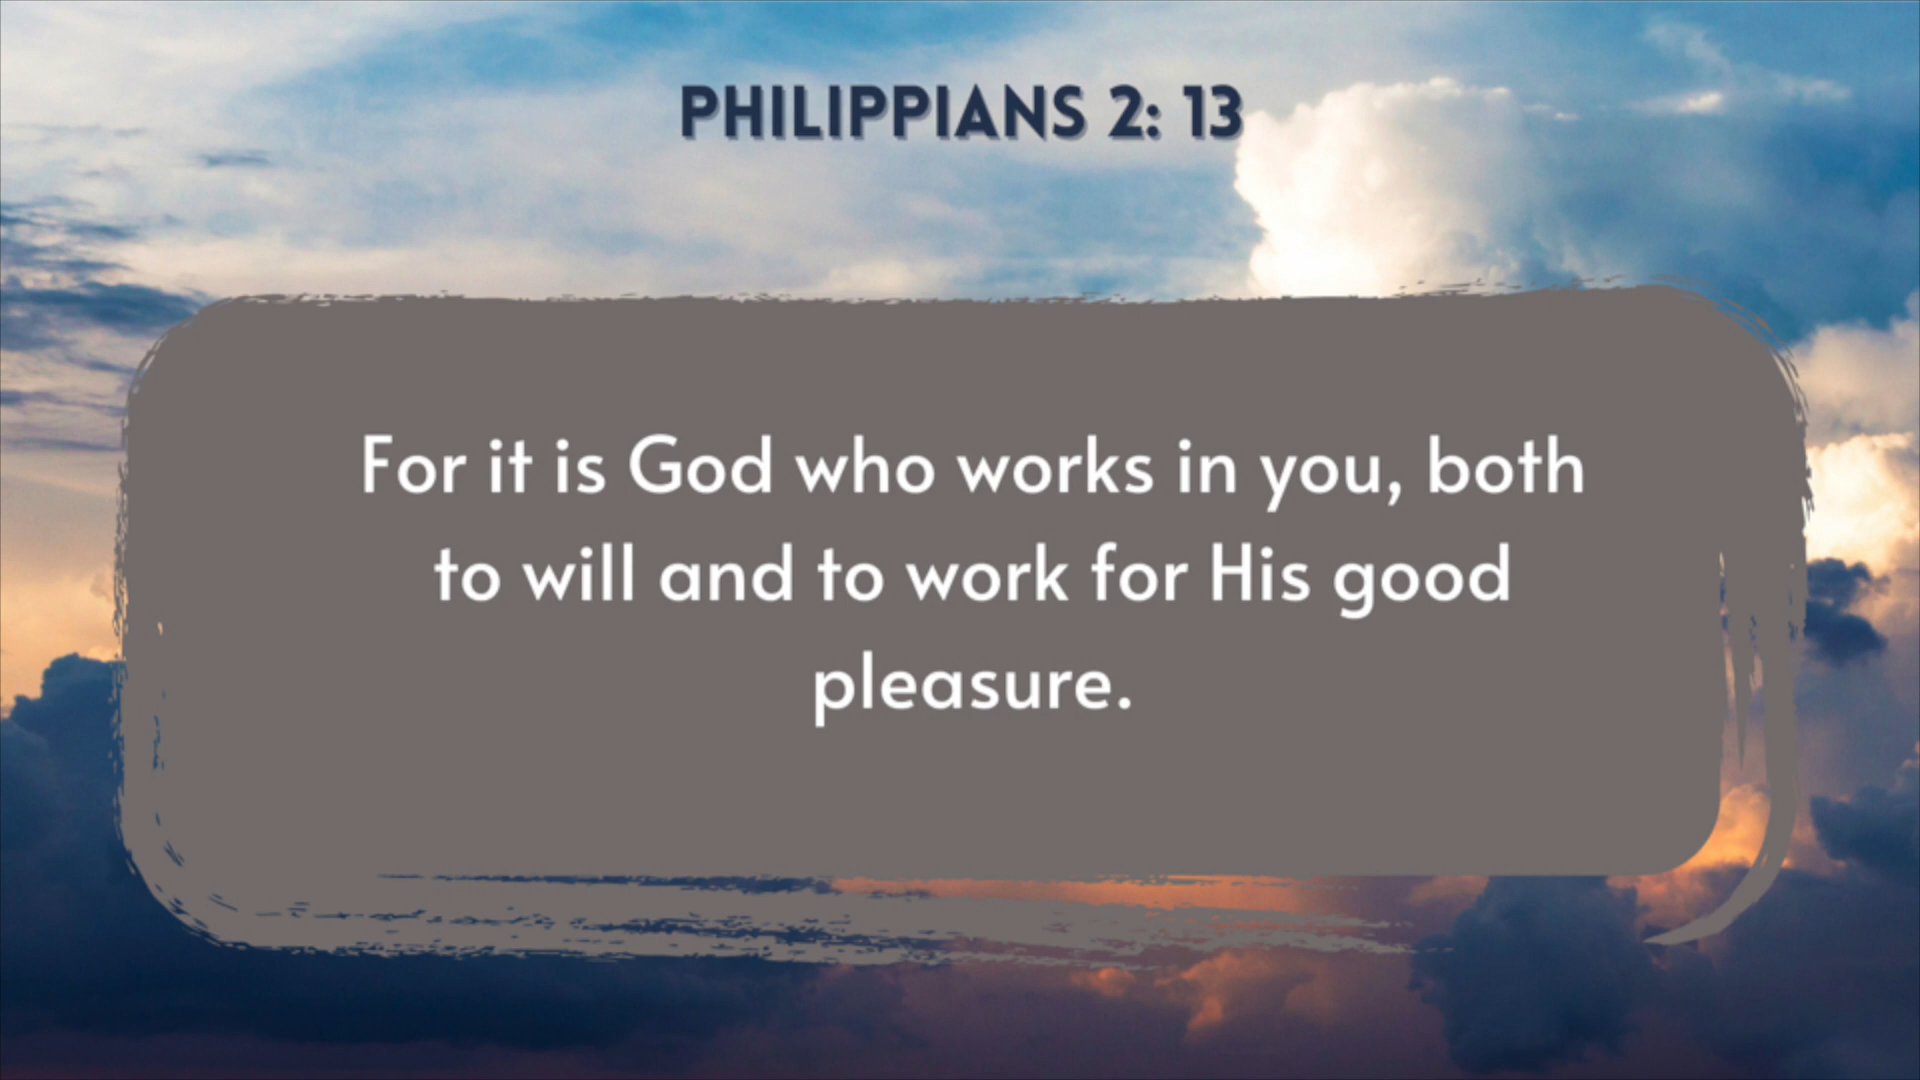 PHILIPPIANS 2: 13
For it is God who works in you, both
to will and to work for His good
pleasure.